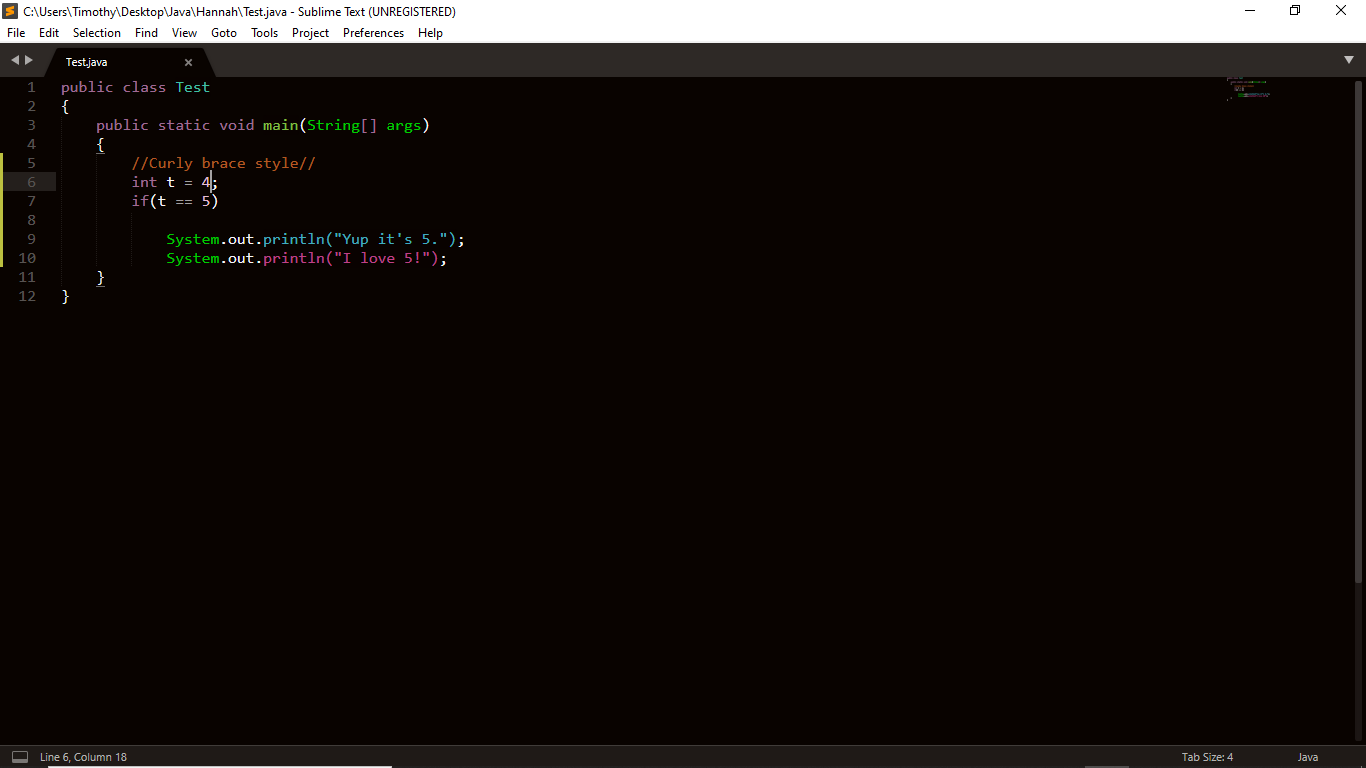 C:\Users\Timothy\Desktop\Java\Hannah\Test.java - Sublime Text (UNREGISTERED)
File Edit Selection Find View Goto Tools Project Preferences Help
Test.java
1 public class Test
2 {
3 public static void main(String[] args)
4 {
5 //Curly brace style//
6 int t = 4;
7 if(t == 5)
8
9 System.out.println("Yup it's 5.");
10 System.out.println("I love 5!");
11 }
12 }
Line 6, Column 18 Tab Size: 4 Java